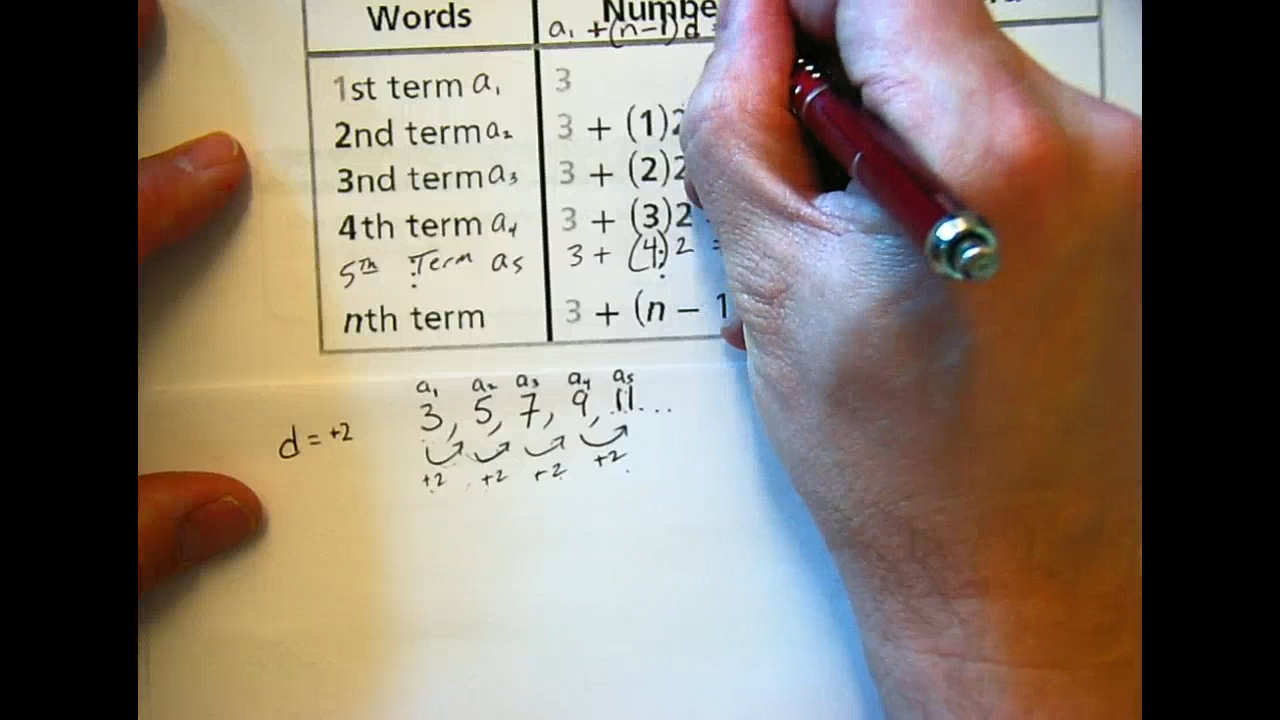 Words Numbe
a₁ +(n-1)d
1st term a₁ 3
2nd term a₂ 3 + (1)2
3nd term a₃ 3 + (2)2
4th term a₄ 3 + (3)2
5th Term a₅ 3 + (4)2 =
nth term 3 + (n − 1
a₁ a₂ a₃ a₄ a₅
3, 5, 7, 9, 11...
d = +2
+2 +2 +2 +2